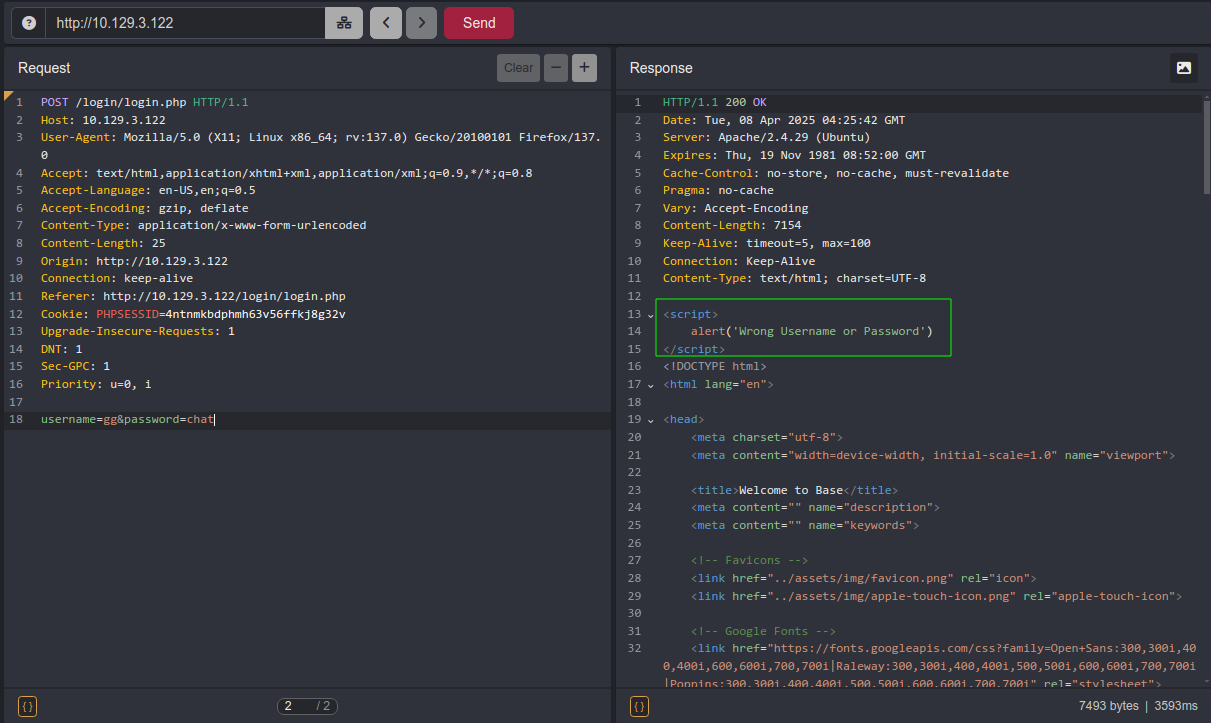 http://10.129.3.122
Send
Request
Clear
1 POST /login/login.php HTTP/1.1
2 Host: 10.129.3.122
3 User-Agent: Mozilla/5.0 (X11; Linux x86_64; rv:137.0) Gecko/20100101 Firefox/137.
0
4 Accept: text/html,application/xhtml+xml,application/xml;q=0.9,*/*;q=0.8
5 Accept-Language: en-US,en;q=0.5
6 Accept-Encoding: gzip, deflate
7 Content-Type: application/x-www-form-urlencoded
8 Content-Length: 25
9 Origin: http://10.129.3.122
10 Connection: keep-alive
11 Referer: http://10.129.3.122/login/login.php
12 Cookie: PHPSESSID=4ntnmkbdphmh63v56ffkj8g32v
13 Upgrade-Insecure-Requests: 1
14 DNT: 1
15 Sec-GPC: 1
16 Priority: u=0, i
17
18 username=gg&password=chat
{} 2 / 2
Response
1 HTTP/1.1 200 OK
2 Date: Tue, 08 Apr 2025 04:25:42 GMT
3 Server: Apache/2.4.29 (Ubuntu)
4 Expires: Thu, 19 Nov 1981 08:52:00 GMT
5 Cache-Control: no-store, no-cache, must-revalidate
6 Pragma: no-cache
7 Vary: Accept-Encoding
8 Content-Length: 7154
9 Keep-Alive: timeout=5, max=100
10 Connection: Keep-Alive
11 Content-Type: text/html; charset=UTF-8
12
13 <script>
14 alert('Wrong Username or Password')
15 </script>
16 <!DOCTYPE html>
17 <html lang="en">
18
19 <head>
20 <meta charset="utf-8">
21 <meta content="width=device-width, initial-scale=1.0" name="viewport">
22
23 <title>Welcome to Base</title>
24 <meta content="" name="description">
25 <meta content="" name="keywords">
26
27 <!-- Favicons -->
28 <link href="../assets/img/favicon.png" rel="icon">
29 <link href="../assets/img/apple-touch-icon.png" rel="apple-touch-icon">
30
31 <!-- Google Fonts -->
32 <link href="https://fonts.googleapis.com/css?family=Open+Sans:300,300i,40
0,400i,600,600i,700,700i|Raleway:300,300i,400,400i,500,500i,600,600i,700,700i
|Poppins:300,300i,400,400i,500,500i,600,600i,700,700i" rel="stylesheet">
{} 7493 bytes | 3593ms